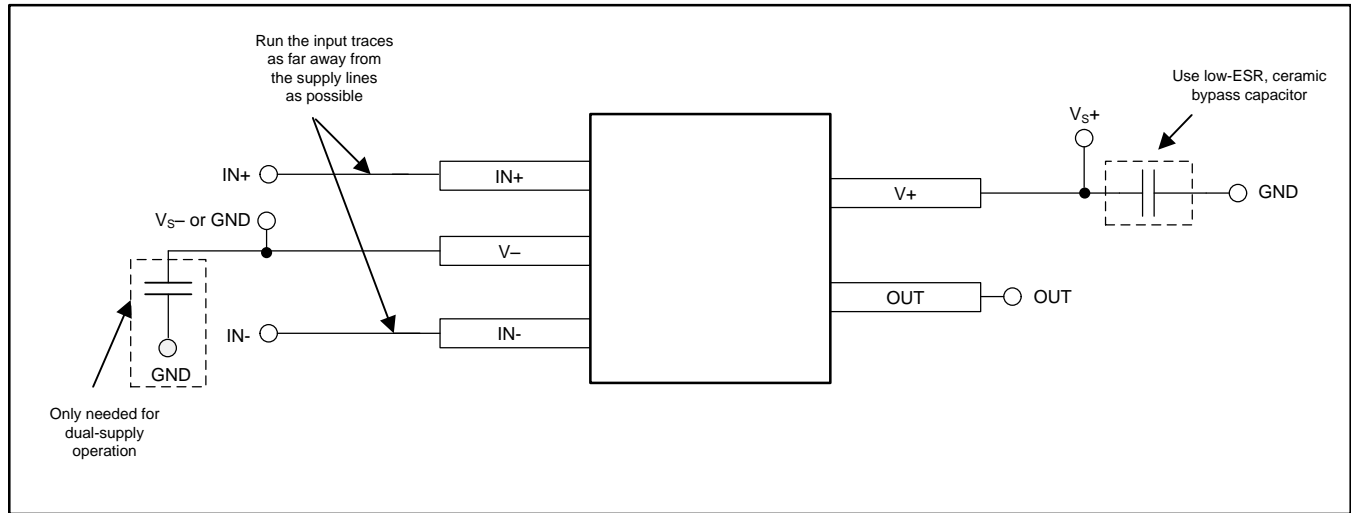 Run the input traces
as far away from
the supply lines
as possible
Use low-ESR, ceramic
bypass capacitor
VS+
IN+
IN+
V+
GND
VS– or GND
V–
OUT
OUT
IN-
IN-
GND
Only needed for
dual-supply
operation